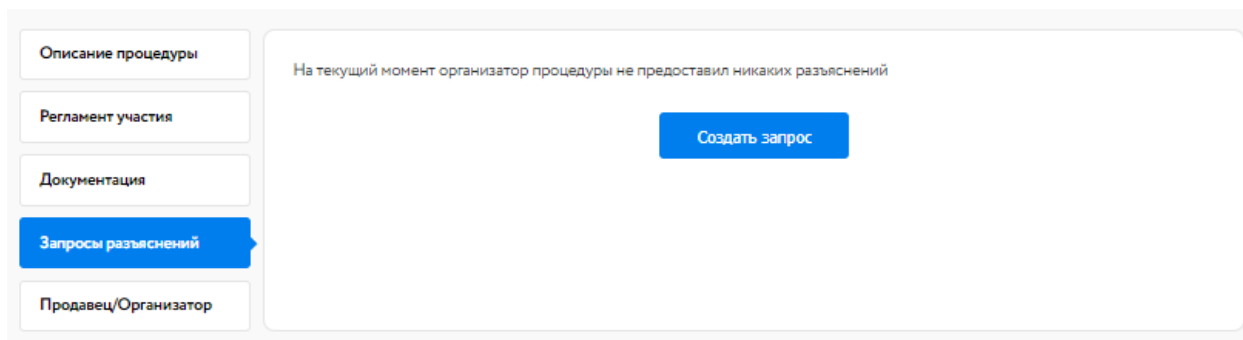 Описание процедуры
Регламент участия
Документация
Запросы разъяснений
Продавец/Организатор
На текущий момент организатор процедуры не предоставил никаких разъяснений
Создать запрос